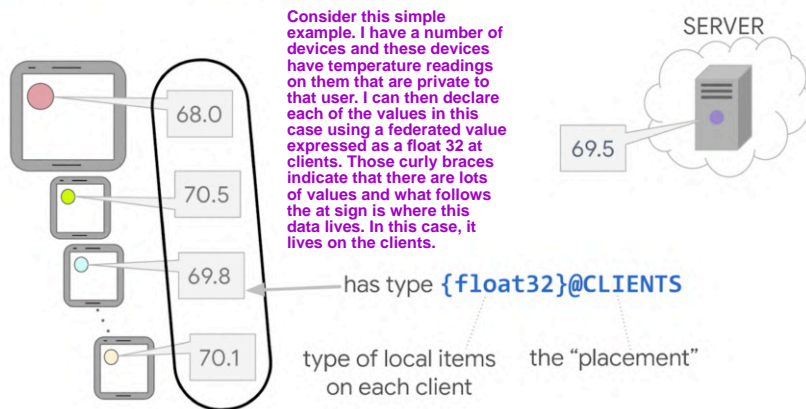 Consider this simple
example. I have a number of
devices and these devices
have temperature readings
on them that are private to
that user. I can then declare
each of the values in this
case using a federated value
expressed as a float 32 at
clients. Those curly braces
indicate that there are lots
of values and what follows
the at sign is where this
data lives. In this case, it
lives on the clients.
SERVER
68.0
69.5
70.5
69.8
has type {float32}@CLIENTS
70.1
type of local items
on each client
the “placement”